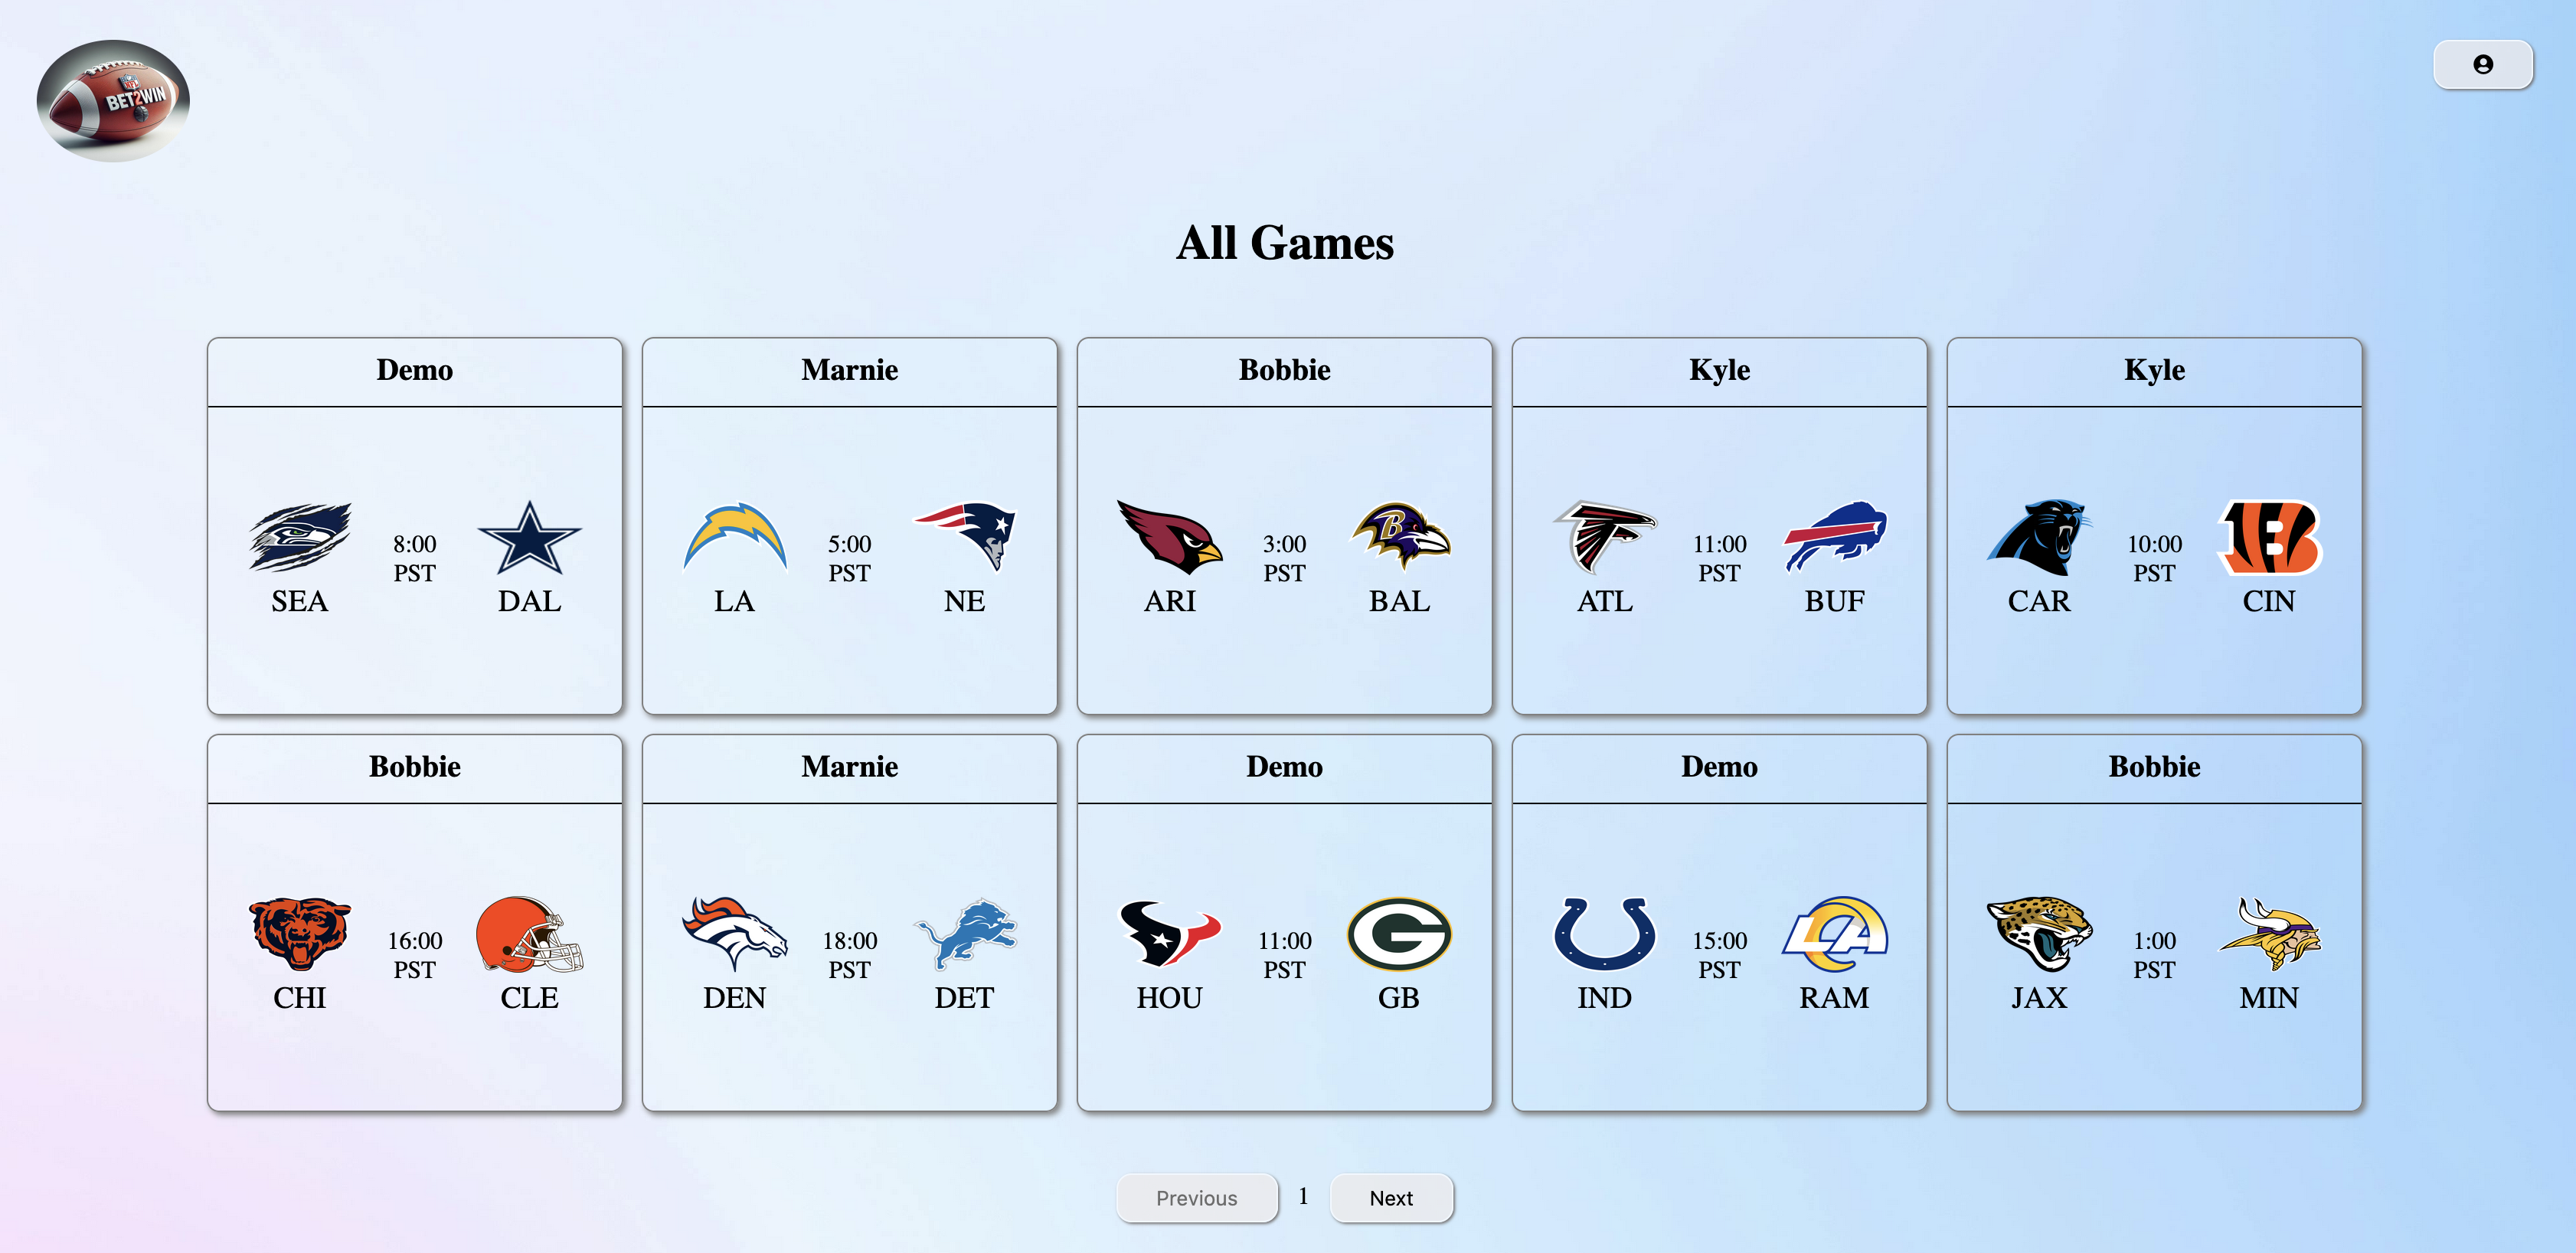 NFL
BET2WIN
All Games
Demo
SEA
8:00
PST
DAL
Marnie
LA
5:00
PST
NE
Bobbie
ARI
3:00
PST
B
BAL
Kyle
ATL
11:00
PST
BUF
Kyle
CAR
10:00
PST
B
CIN
Bobbie
CHI
16:00
PST
CLE
Marnie
DEN
18:00
PST
DET
Demo
HOU
11:00
PST
G
GB
Demo
IND
15:00
PST
LA
RAM
Bobbie
JAX
1:00
PST
MIN
Previous
1
Next